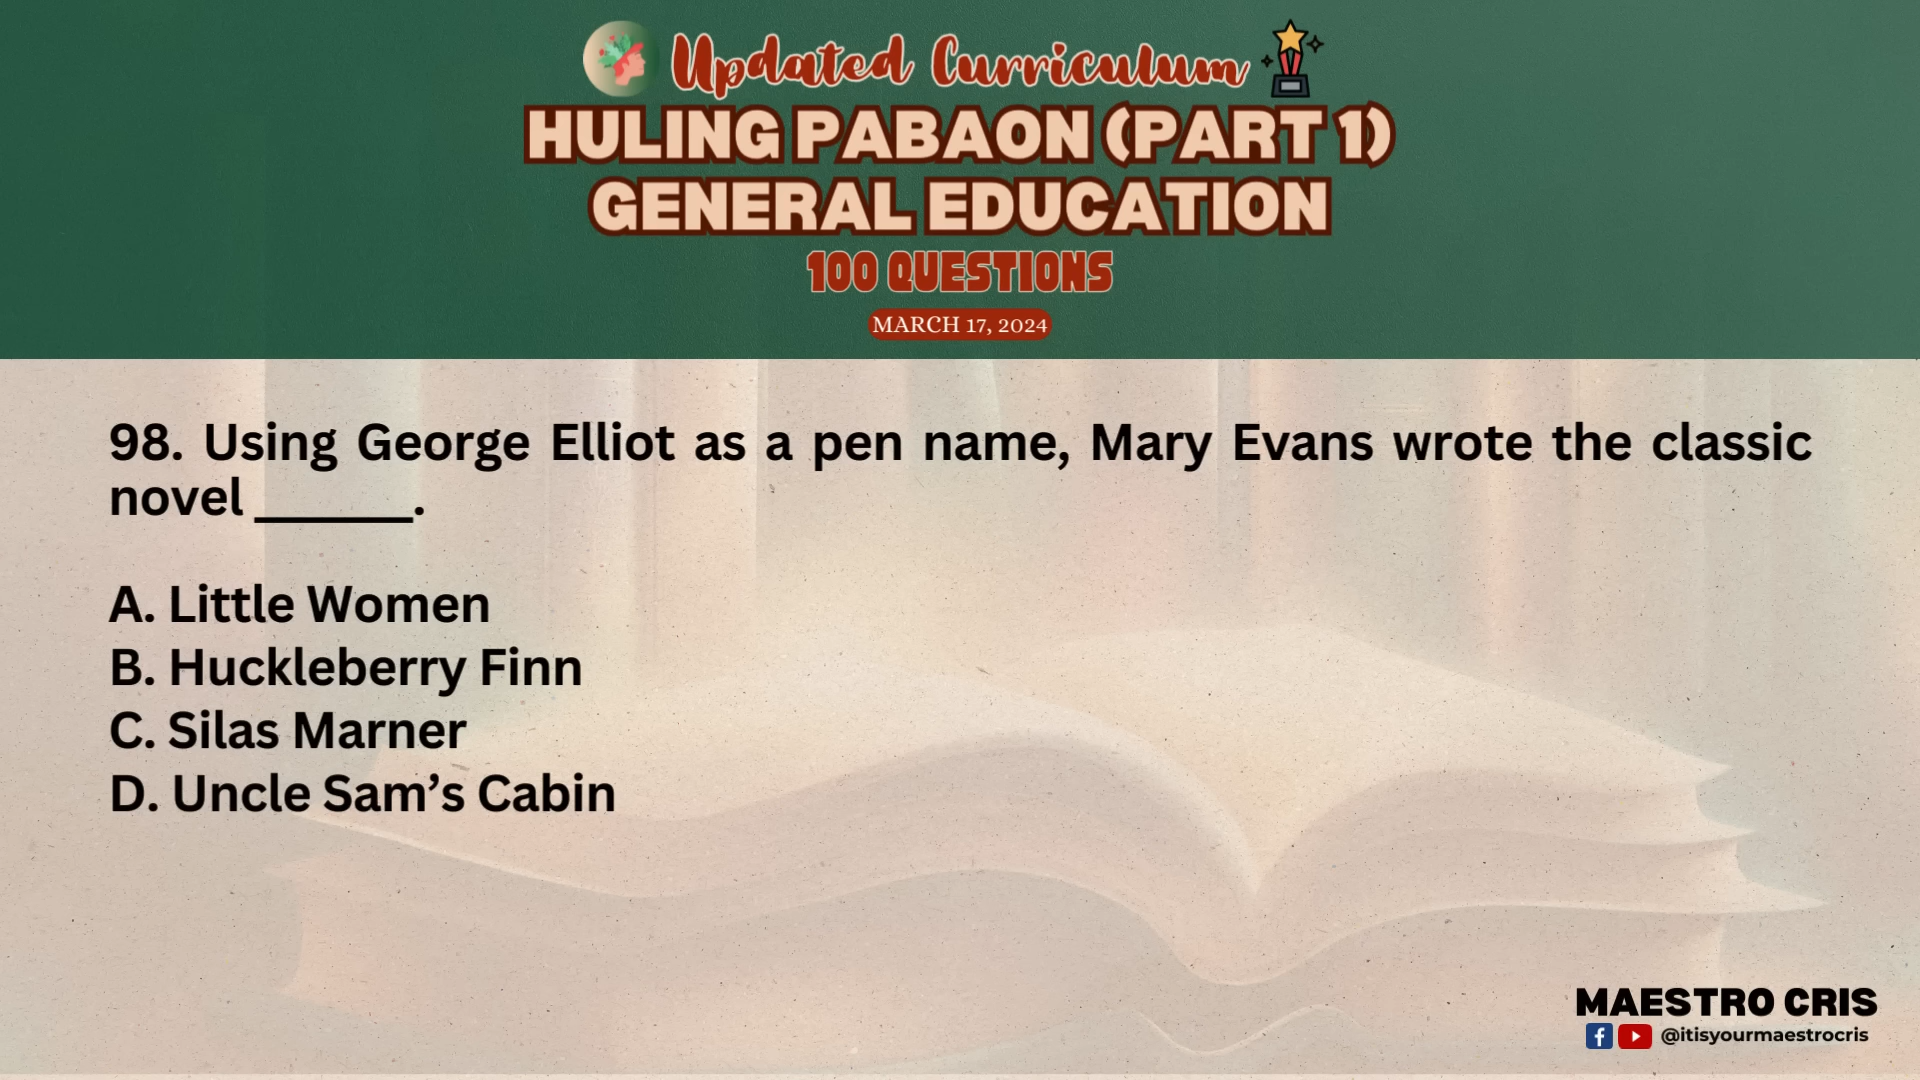 Updated Curriculum
HULING PABAON (PART 1)
GENERAL EDUCATION
100 QUESTIONS
MARCH 17, 2024
98. Using George Elliot as a pen name, Mary Evans wrote the classic
novel ______.
A. Little Women
B. Huckleberry Finn
C. Silas Marner
D. Uncle Sam’s Cabin
MAESTRO CRIS
@itisyourmaestrocris